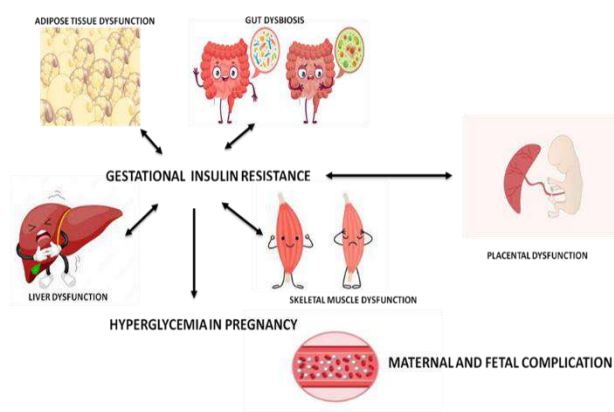 ADIPOSE TISSUE DYSFUNCTION
GUT DYSBIOSIS
GESTATIONAL INSULIN RESISTANCE
PLACENTAL DYSFUNCTION
LIVER DYSFUNCTION
SKELETAL MUSCLE DYSFUNCTION
HYPERGLYCEMIA IN PREGNANCY
MATERNAL AND FETAL COMPLICATION